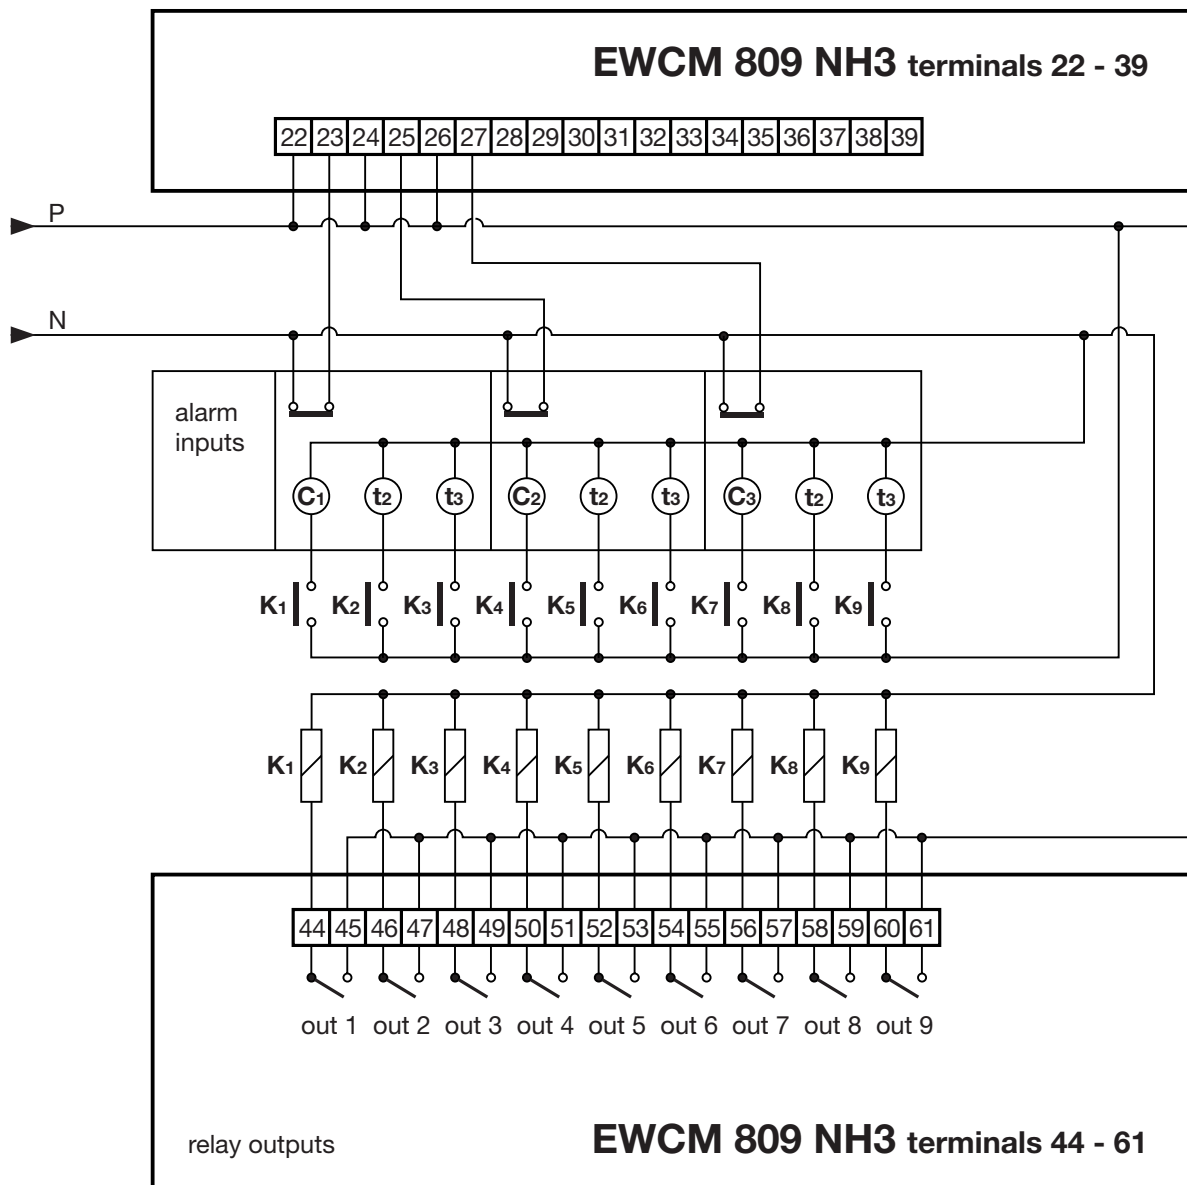 EWCM 809 NH3 terminals 22 - 39
22 23 24 25 26 27 28 29 30 31 32 33 34 35 36 37 38 39
P
N
alarm
inputs
C1 t2 t3 C2 t2 t3 C3 t2 t3
K1 K2 K3 K4 K5 K6 K7 K8 K9
K1 K2 K3 K4 K5 K6 K7 K8 K9
44 45 46 47 48 49 50 51 52 53 54 55 56 57 58 59 60 61
out 1 out 2 out 3 out 4 out 5 out 6 out 7 out 8 out 9
relay outputs
EWCM 809 NH3 terminals 44 - 61